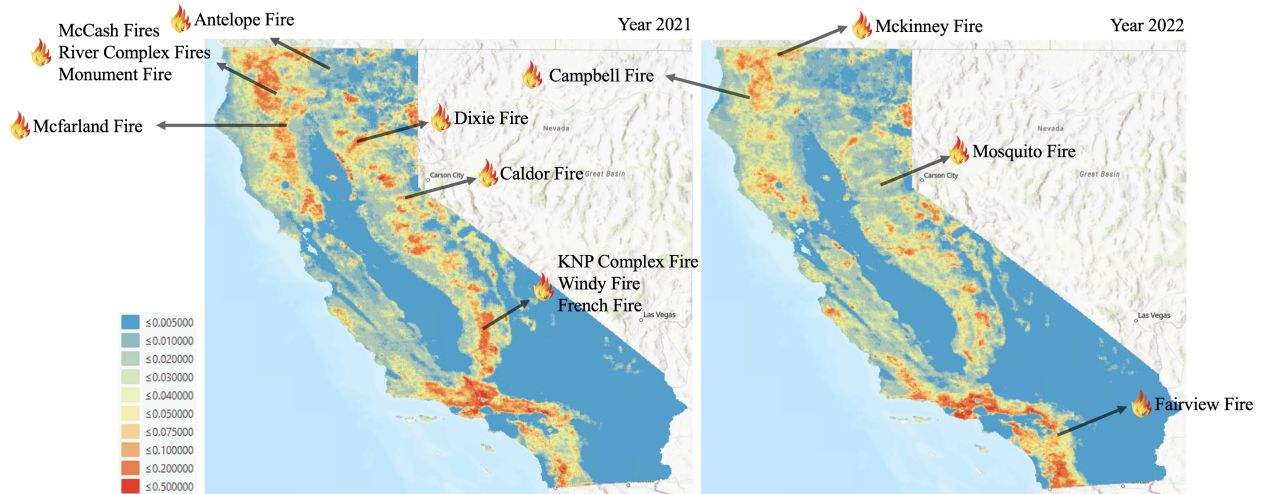 McCash Fires
River Complex Fires
Monument Fire
Antelope Fire
Year 2021
Mcfarland Fire
Dixie Fire
Nevada
Carson City
Great Basin
Caldor Fire
KNP Complex Fire
Windy Fire
French Fire
Las Vegas
≤0.005000
≤0.010000
≤0.020000
≤0.030000
≤0.040000
≤0.050000
≤0.075000
≤0.100000
≤0.200000
≤0.500000
Mckinney Fire
Year 2022
Campbell Fire
Nevada
Mosquito Fire
Carson City
Great Basin
Las Vegas
Fairview Fire